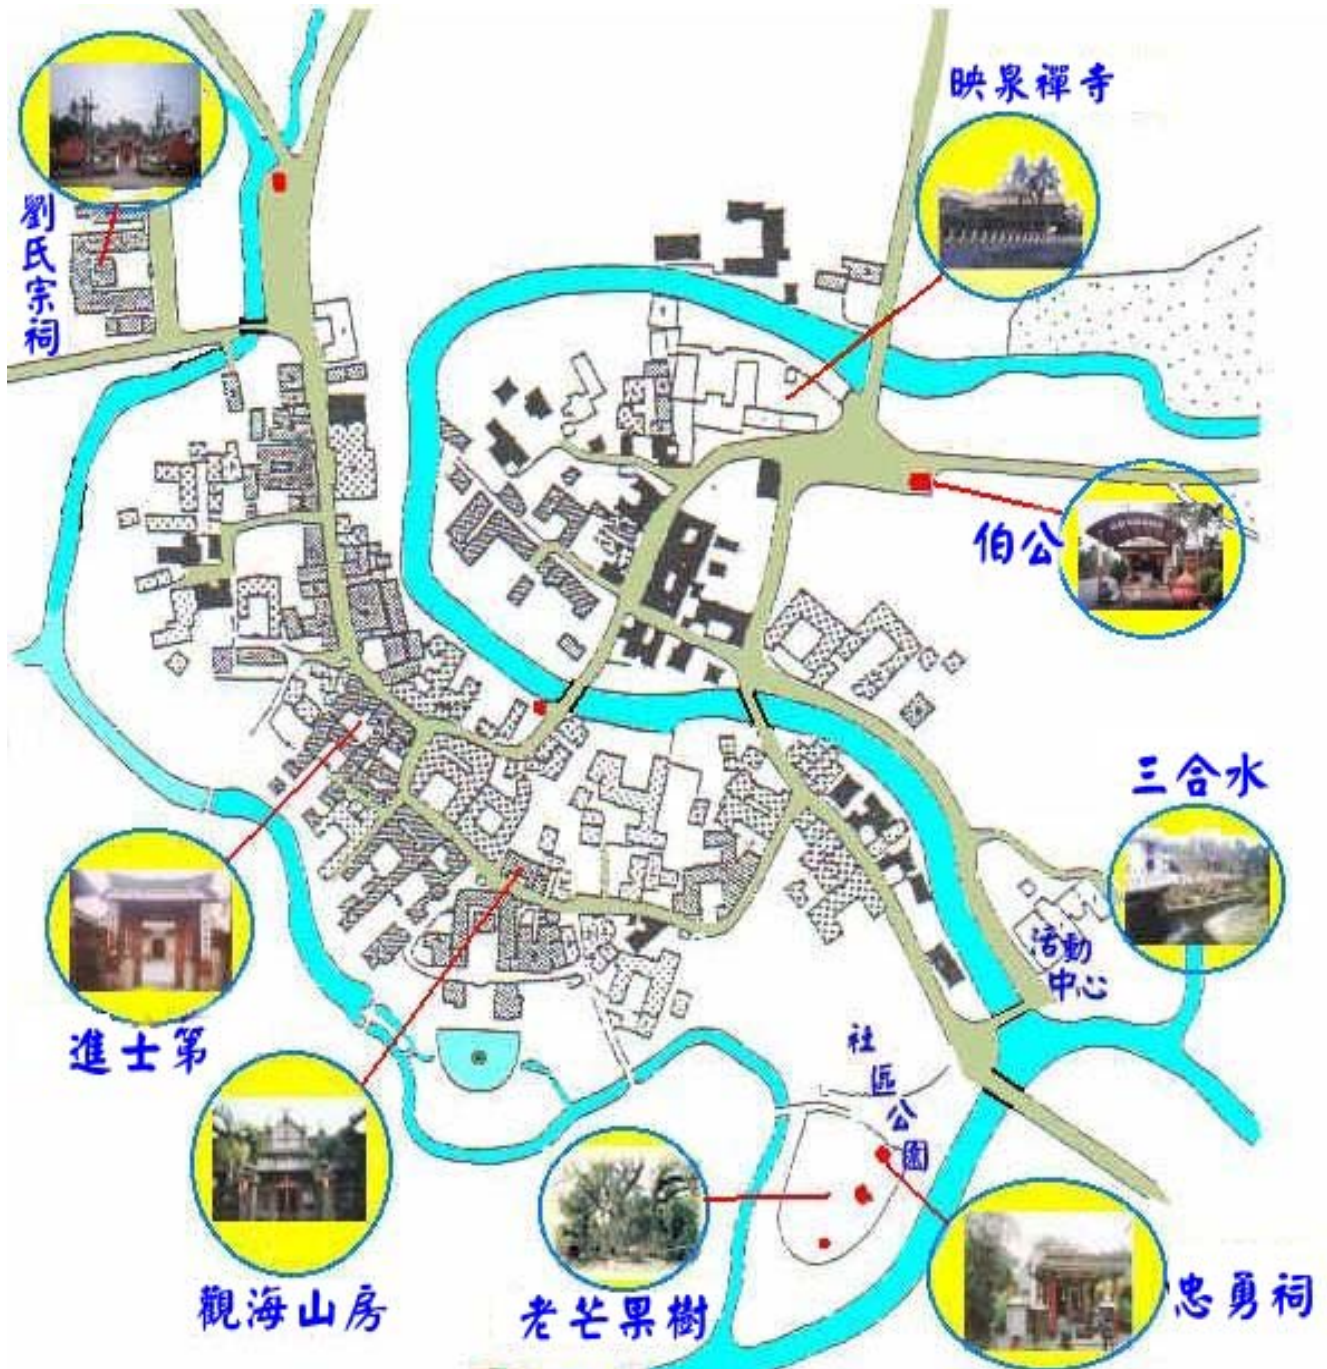 映泉禪寺
劉氏宗祠
伯公
三合水
活動
中心
進士第
社區公園
觀海山房
老芒果樹
忠勇祠